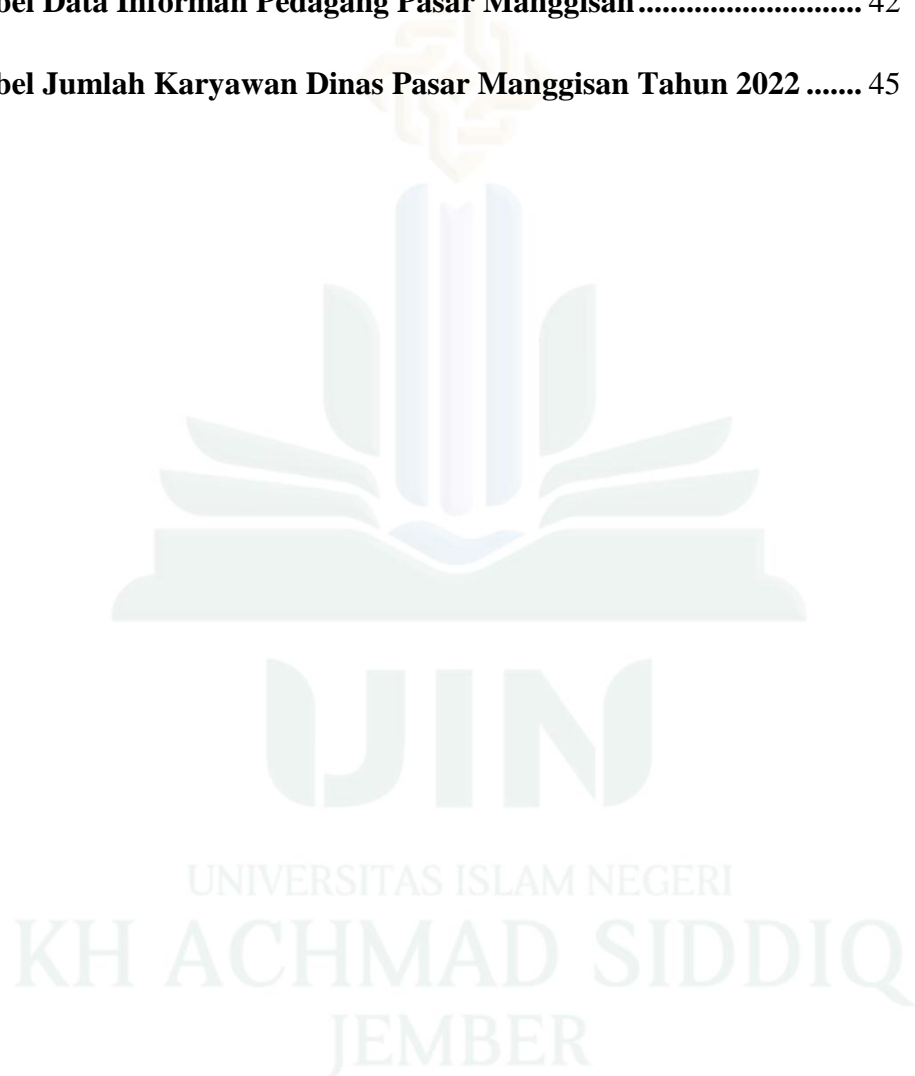 bel Data Informan Pedagang Pasar Manggisan............................ 42
bel Jumlah Karyawan Dinas Pasar Manggisan Tahun 2022 ....... 45
UIN
UNIVERSITAS ISLAM NEGERI
KH ACHMAD SIDDIQ
JEMBER